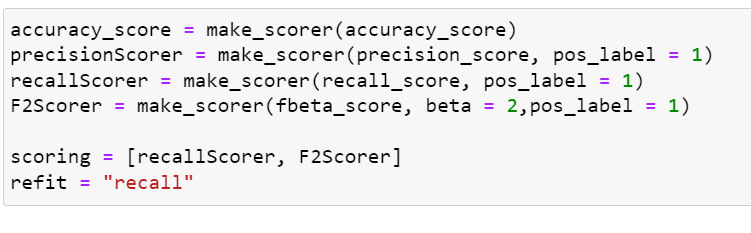 accuracy_score = make_scorer(accuracy_score)
precisionScorer = make_scorer(precision_score, pos_label = 1)
recallScorer = make_scorer(recall_score, pos_label = 1)
F2Scorer = make_scorer(fbeta_score, beta = 2,pos_label = 1)
scoring = [recallScorer, F2Scorer]
refit = "recall"